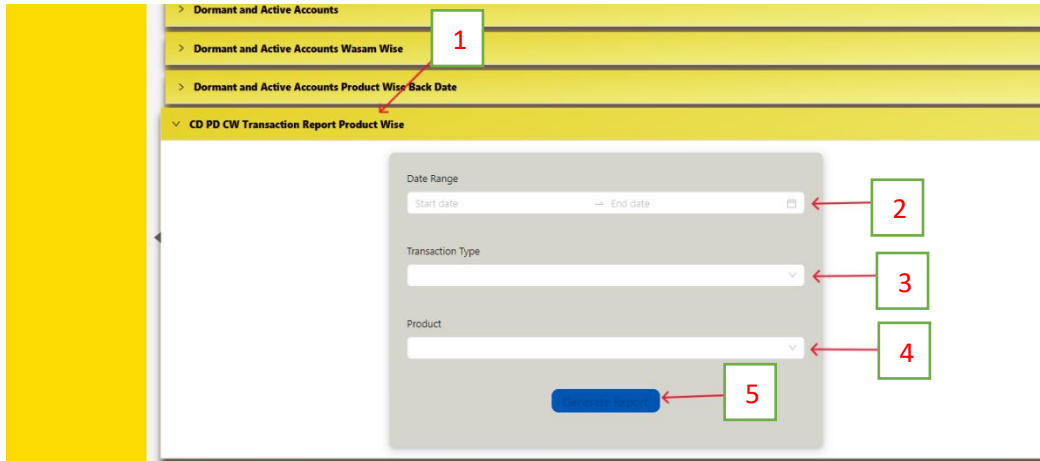 > Dormant and Active Accounts
1
> Dormant and Active Accounts Wasam Wise
> Dormant and Active Accounts Product Wise Back Date
CD PD CW Transaction Report Product Wise
Date Range
Start date → End date
2
Transaction Type
3
Product
4
5
Generate Report